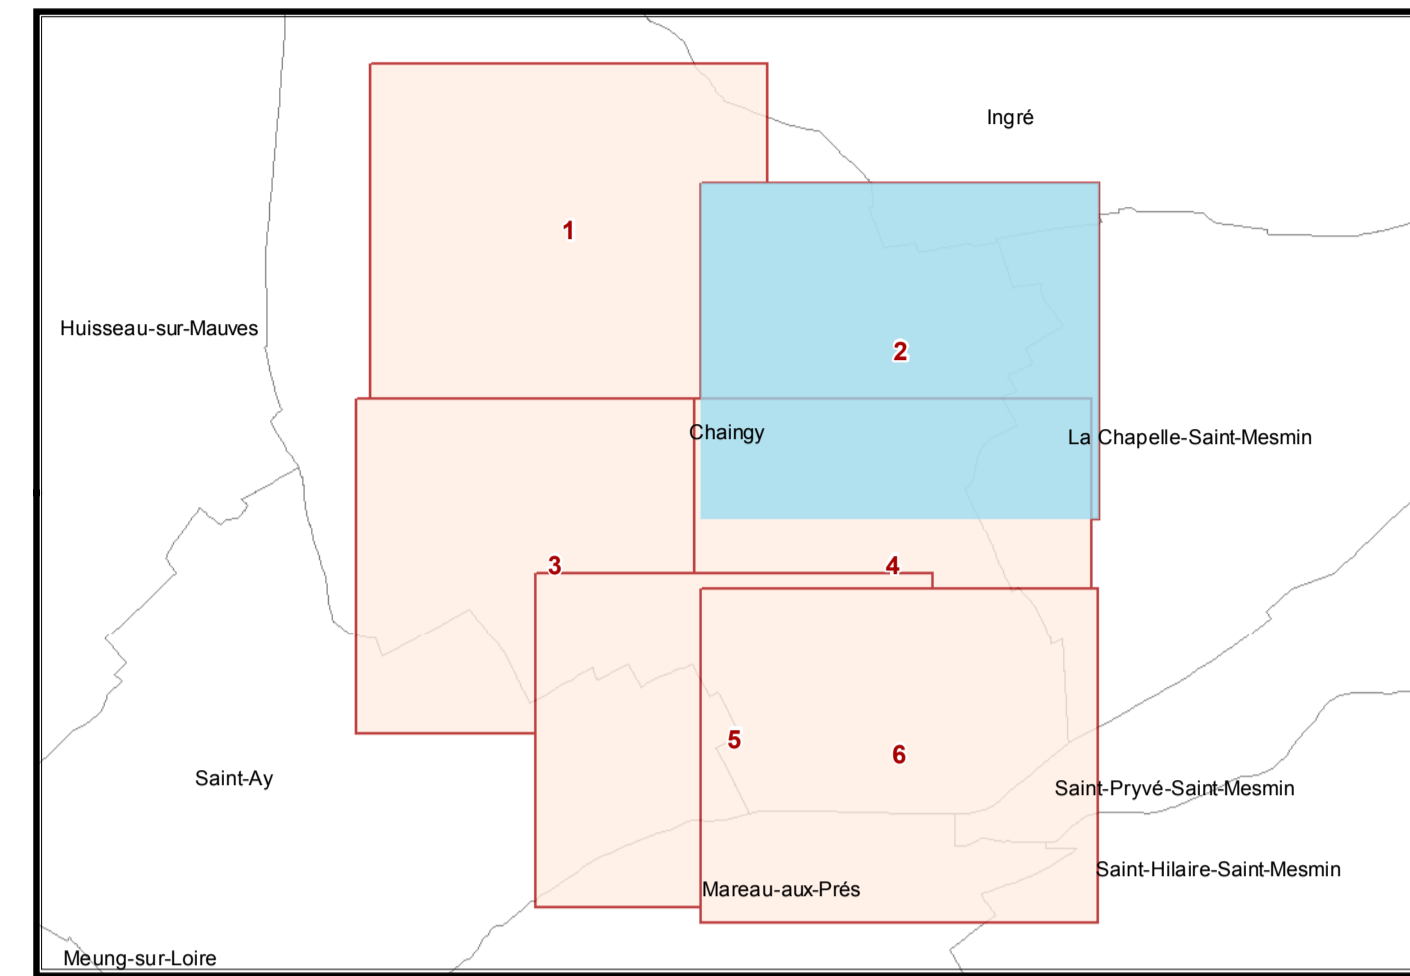 Ingré
1
Huisseau-sur-Mauves
2
Chaingy
La Chapelle-Saint-Mesmin
3
4
5
6
Saint-Ay
Saint-Pryvé-Saint-Mesmin
Saint-Hilaire-Saint-Mesmin
Mareau-aux-Prés
Meung-sur-Loire